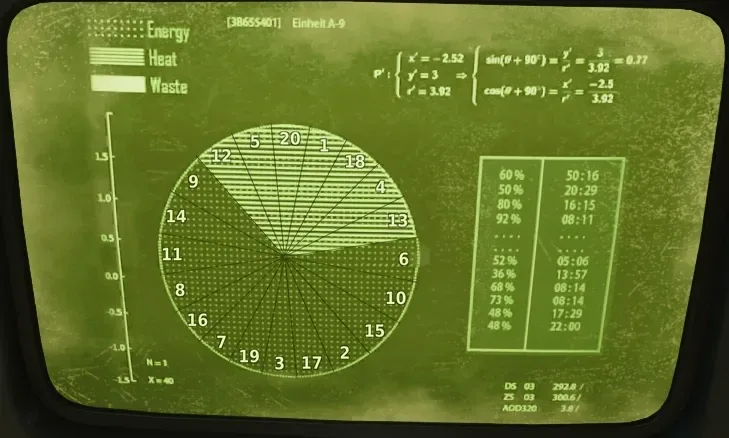 Energy
Heat
Waste
[38655401] Einheit A-9
P' : { x' = -2.52
y' = 3
r' = 3.92
⇒ { sin(θ + 90°) = y'/r' = 3/3.92 = 0.77
cos(θ + 90°) = x'/r' = -2.5/3.92
1.5
1.0
0.5
0.0
-0.5
-1.0
-1.5
N = 1
X = 40
20
1
18
4
13
6
10
15
2
17
3
19
7
16
8
11
14
9
12
5
60 % 50 : 16
50 % 20 : 29
80 % 16 : 15
92 % 08 : 11
. . . . . . . .
. . . . . . . .
52 % 05 : 06
36 % 13 : 57
68 % 08 : 14
73 % 08 : 14
48 % 17 : 29
48 % 22 : 00
DS 03 292.8 /
ZS 03 300.6 /
ADD320 3.8 /